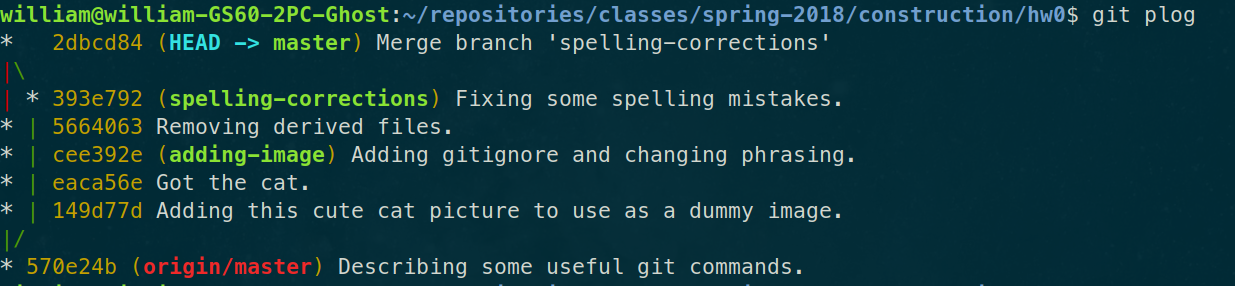 william@william-GS60-2PC-Ghost:~/repositories/classes/spring-2018/construction/hw0$ git plog
*   2dbcd84 (HEAD -> master) Merge branch 'spelling-corrections'
|\
| * 393e792 (spelling-corrections) Fixing some spelling mistakes.
* | 5664063 Removing derived files.
* | cee392e (adding-image) Adding gitignore and changing phrasing.
* | eaca56e Got the cat.
* | 149d77d Adding this cute cat picture to use as a dummy image.
|/
* 570e24b (origin/master) Describing some useful git commands.